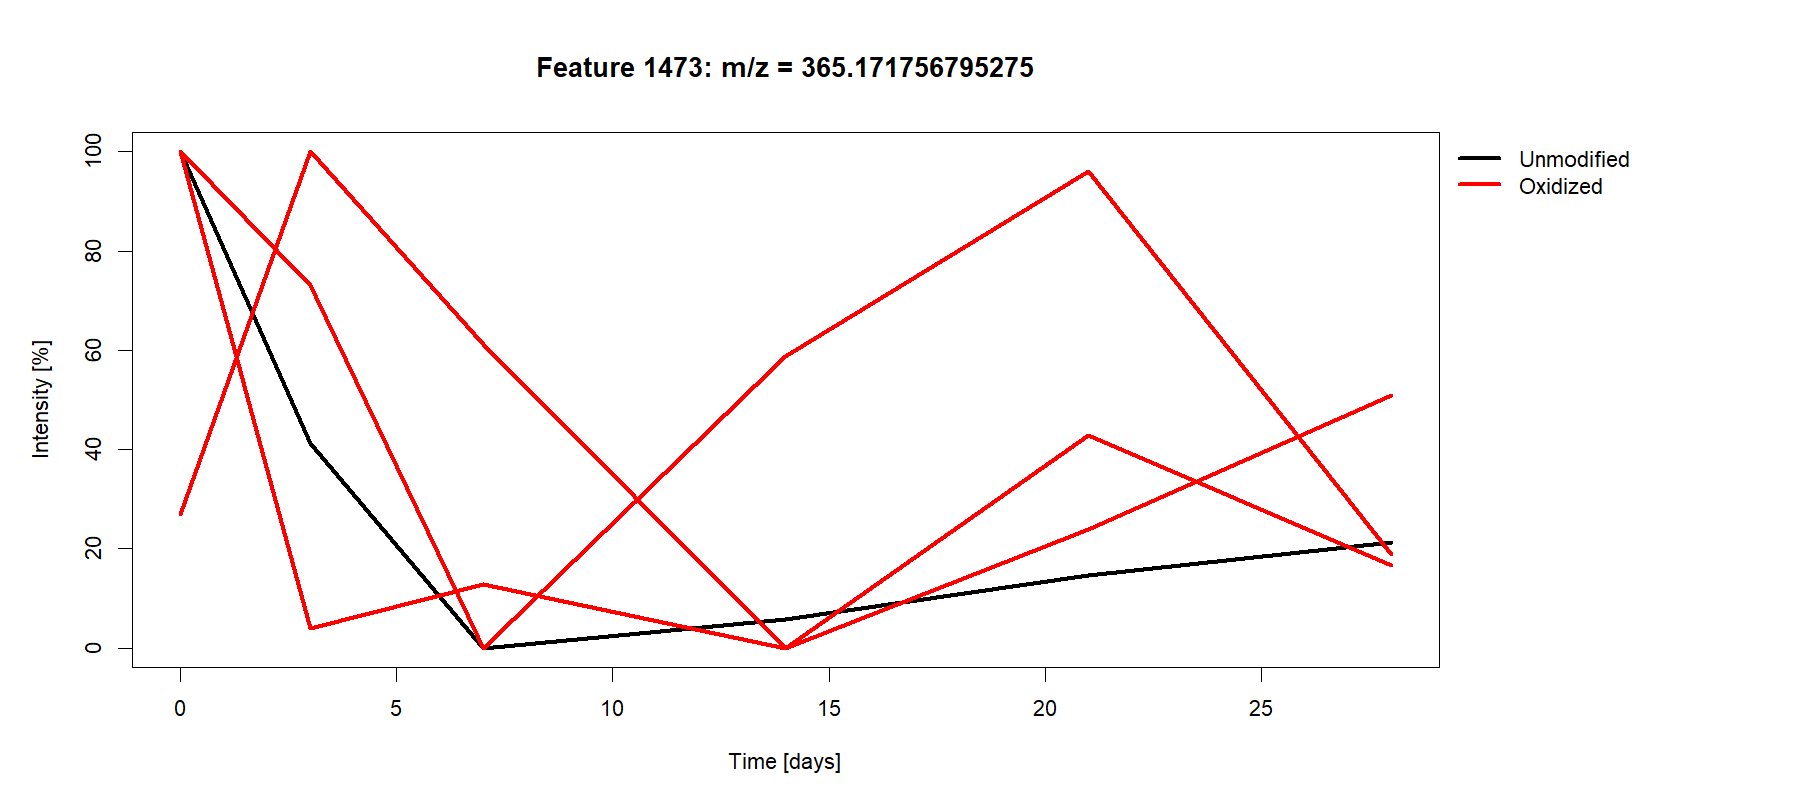 Feature 1473: m/z = 365.171756795275
Unmodified
Oxidized
Intensity [%]
100
80
60
40
20
0
0 5 10 15 20 25
Time [days]